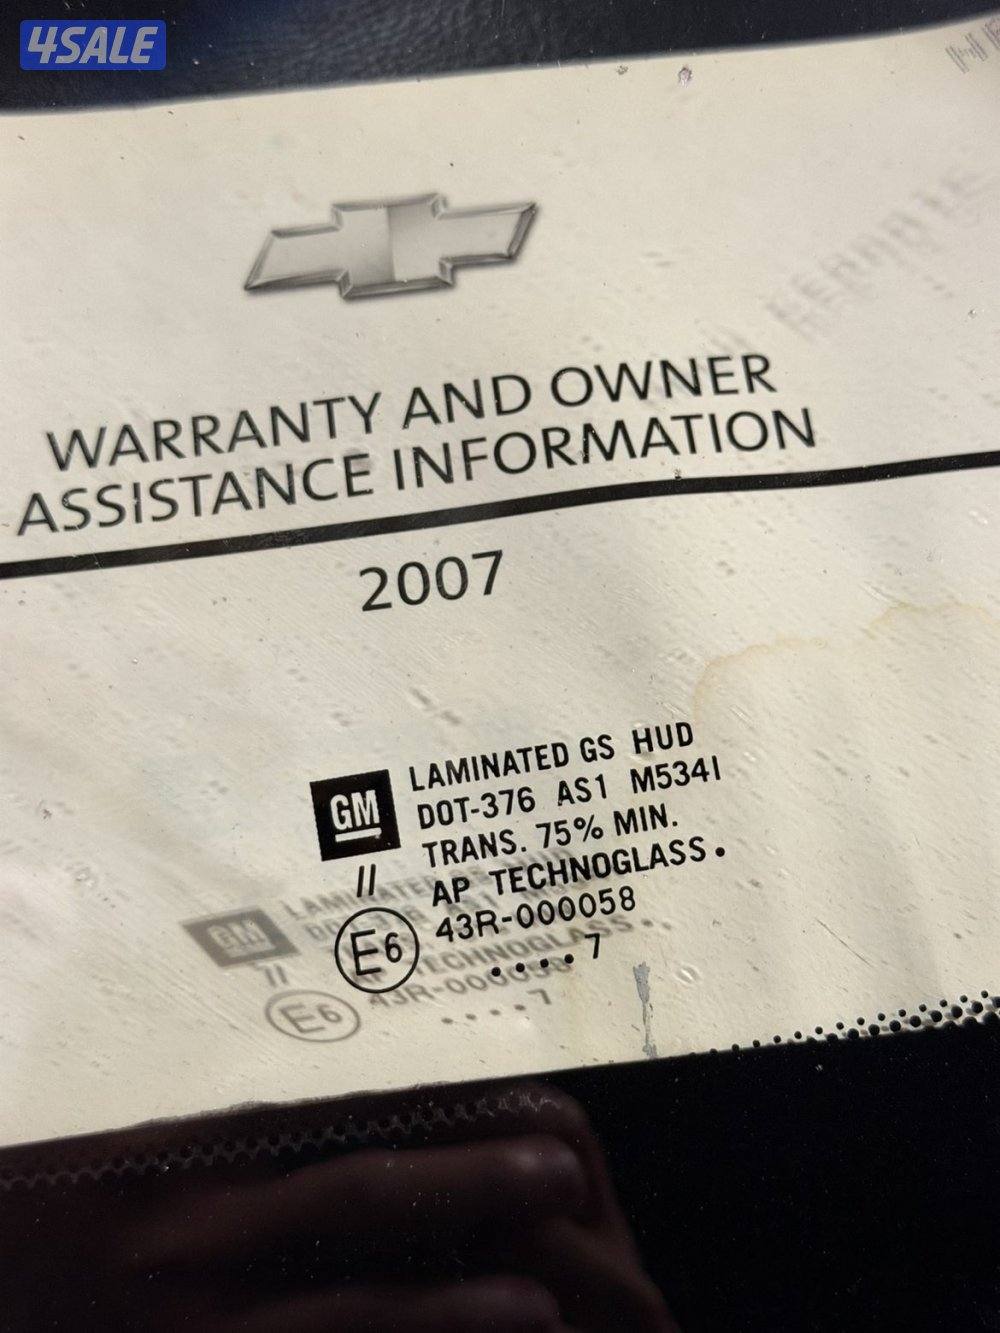 4SALE
WARRANTY AND OWNER
ASSISTANCE INFORMATION
2007
GM
LAMINATED GS HUD
DOT-376 AS1 M534I
TRANS. 75% MIN.
// AP TECHNOGLASS.
E6 43R-000058
....7